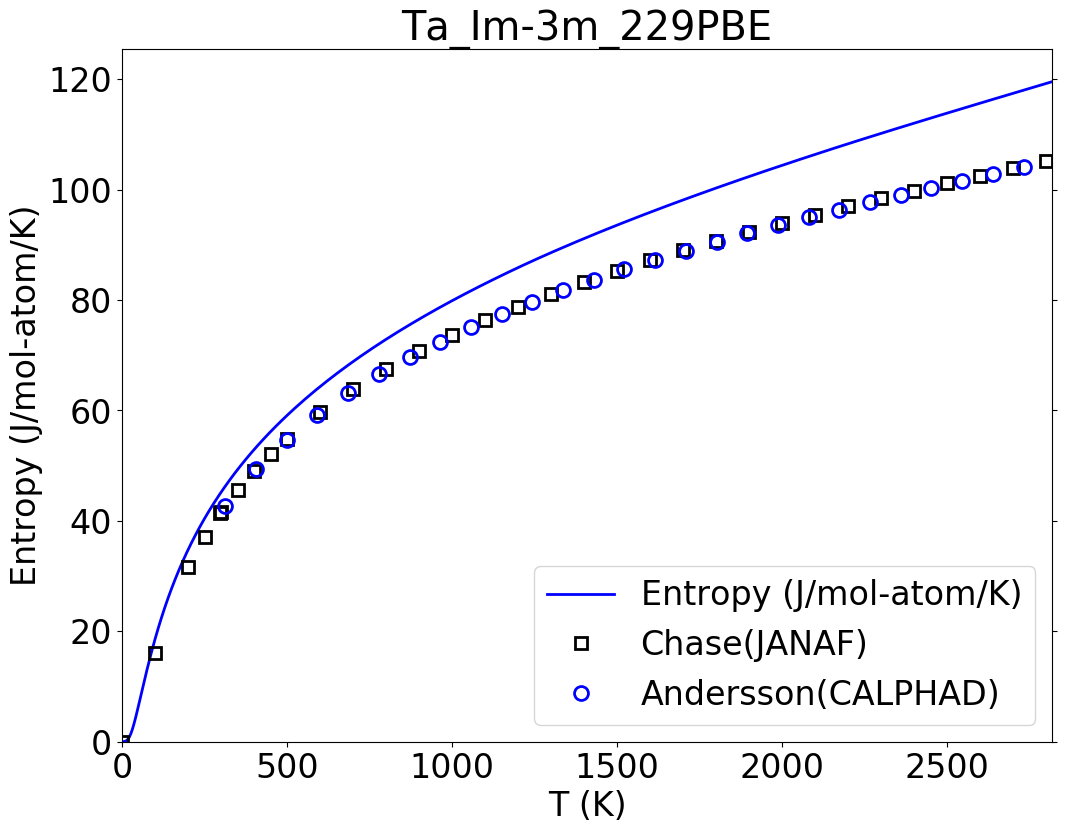 Ta_Im-3m_229PBE
Entropy (J/mol-atom/K)
120
100
80
60
40
20
0
0 500 1000 1500 2000 2500
T (K)
Entropy (J/mol-atom/K)
Chase(JANAF)
Andersson(CALPHAD)